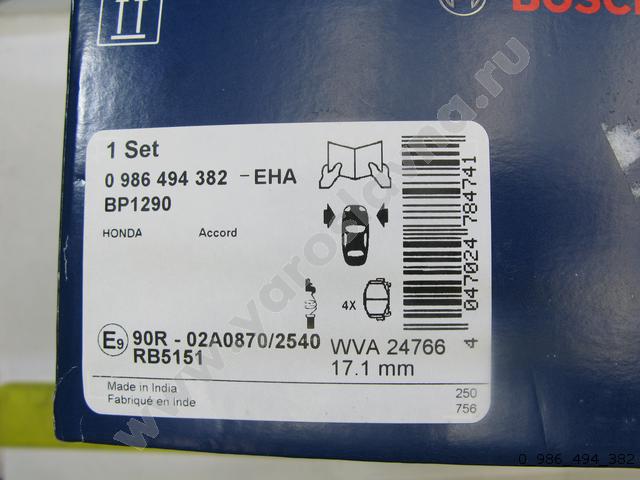 BOSCH
1 Set
0 986 494 382 -EHA
BP1290
HONDA Accord
4X
E9 90R - 02A0870/2540
RB5151
WVA 24766
17.1 mm
4 047024 784741
Made in India
Fabriqué en Inde
250
756
www.yarodavna.ru
0_986_494_382